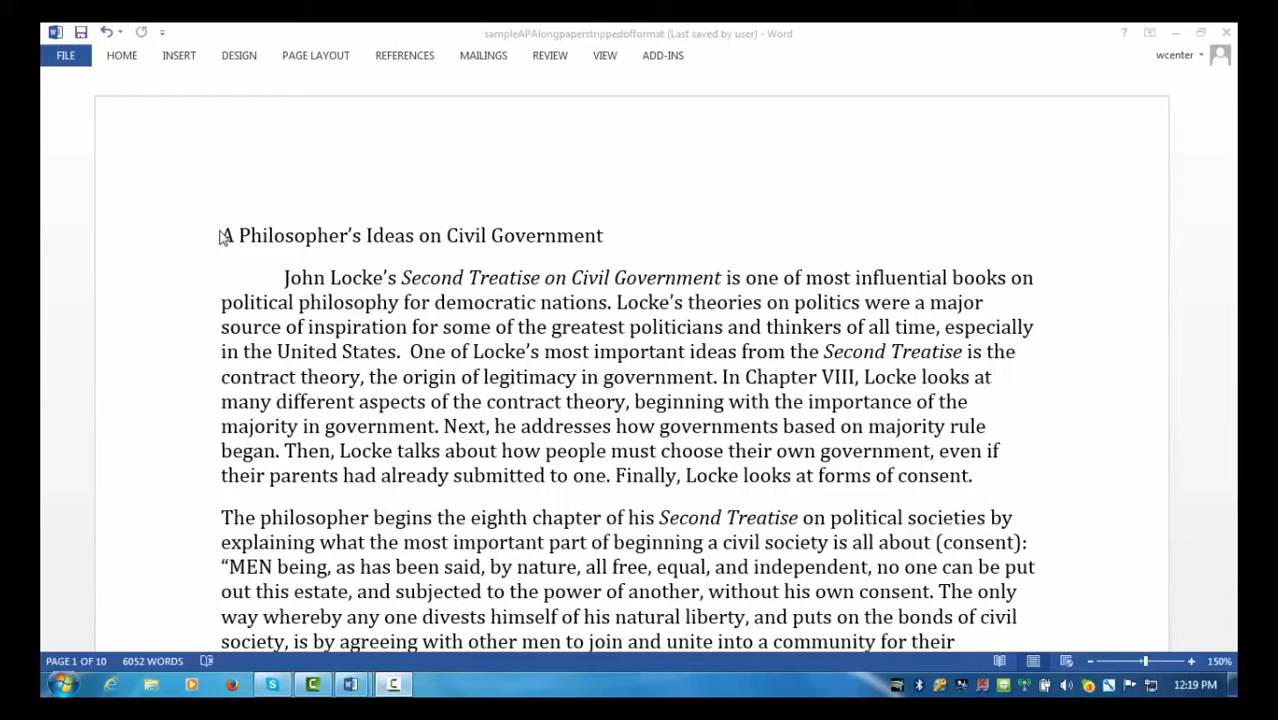 sampleAPAlongpaperstrippedofformat (Last saved by user) - Word
FILE HOME INSERT DESIGN PAGE LAYOUT REFERENCES MAILINGS REVIEW VIEW ADD-INS wcenter
A Philosopher’s Ideas on Civil Government
John Locke’s Second Treatise on Civil Government is one of most influential books on
political philosophy for democratic nations. Locke’s theories on politics were a major
source of inspiration for some of the greatest politicians and thinkers of all time, especially
in the United States.  One of Locke’s most important ideas from the Second Treatise is the
contract theory, the origin of legitimacy in government. In Chapter VIII, Locke looks at
many different aspects of the contract theory, beginning with the importance of the
majority in government. Next, he addresses how governments based on majority rule
began. Then, Locke talks about how people must choose their own government, even if
their parents had already submitted to one. Finally, Locke looks at forms of consent.
The philosopher begins the eighth chapter of his Second Treatise on political societies by
explaining what the most important part of beginning a civil society is all about (consent):
“MEN being, as has been said, by nature, all free, equal, and independent, no one can be put
out this estate, and subjected to the power of another, without his own consent. The only
way whereby any one divests himself of his natural liberty, and puts on the bonds of civil
society, is by agreeing with other men to join and unite into a community for their
PAGE 1 OF 10 6052 WORDS 150%
12:19 PM